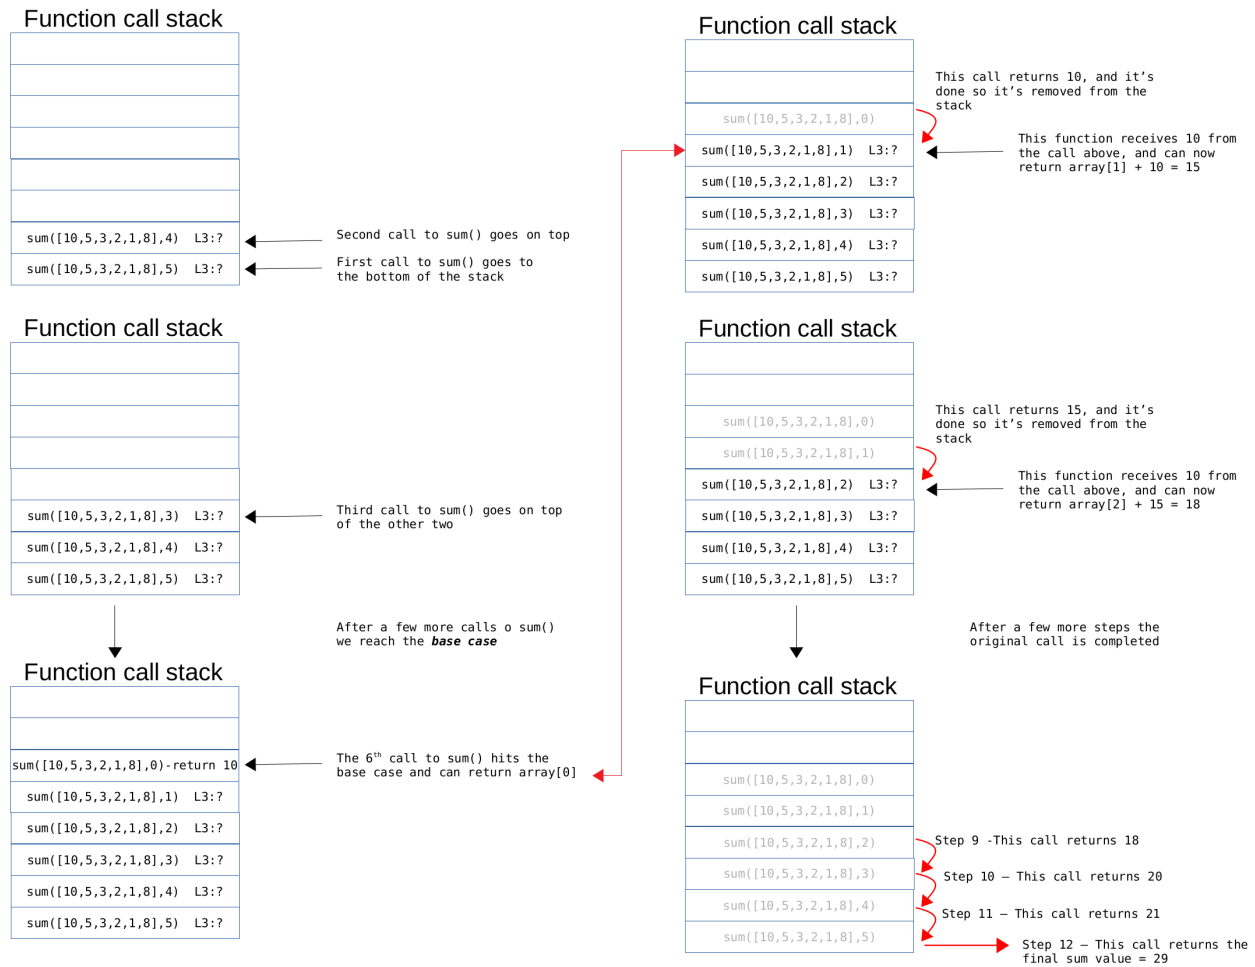 Function call stack
sum([10,5,3,2,1,8],4) L3:?
sum([10,5,3,2,1,8],5) L3:?
Second call to sum() goes on top
First call to sum() goes to
the bottom of the stack
Function call stack
sum([10,5,3,2,1,8],3) L3:?
sum([10,5,3,2,1,8],4) L3:?
sum([10,5,3,2,1,8],5) L3:?
Third call to sum() goes on top
of the other two
After a few more calls o sum()
we reach the base case
Function call stack
sum([10,5,3,2,1,8],0)-return 10
sum([10,5,3,2,1,8],1) L3:?
sum([10,5,3,2,1,8],2) L3:?
sum([10,5,3,2,1,8],3) L3:?
sum([10,5,3,2,1,8],4) L3:?
sum([10,5,3,2,1,8],5) L3:?
The 6th call to sum() hits the
base case and can return array[0]
Function call stack
sum([10,5,3,2,1,8],0)
sum([10,5,3,2,1,8],1) L3:?
sum([10,5,3,2,1,8],2) L3:?
sum([10,5,3,2,1,8],3) L3:?
sum([10,5,3,2,1,8],4) L3:?
sum([10,5,3,2,1,8],5) L3:?
This call returns 10, and it’s
done so it’s removed from the
stack
This function receives 10 from
the call above, and can now
return array[1] + 10 = 15
Function call stack
sum([10,5,3,2,1,8],0)
sum([10,5,3,2,1,8],1)
sum([10,5,3,2,1,8],2) L3:?
sum([10,5,3,2,1,8],3) L3:?
sum([10,5,3,2,1,8],4) L3:?
sum([10,5,3,2,1,8],5) L3:?
This call returns 15, and it’s
done so it’s removed from the
stack
This function receives 10 from
the call above, and can now
return array[2] + 15 = 18
After a few more steps the
original call is completed
Function call stack
sum([10,5,3,2,1,8],0)
sum([10,5,3,2,1,8],1)
sum([10,5,3,2,1,8],2)
sum([10,5,3,2,1,8],3)
sum([10,5,3,2,1,8],4)
sum([10,5,3,2,1,8],5)
Step 9 -This call returns 18
Step 10 – This call returns 20
Step 11 – This call returns 21
Step 12 – This call returns the
final sum value = 29